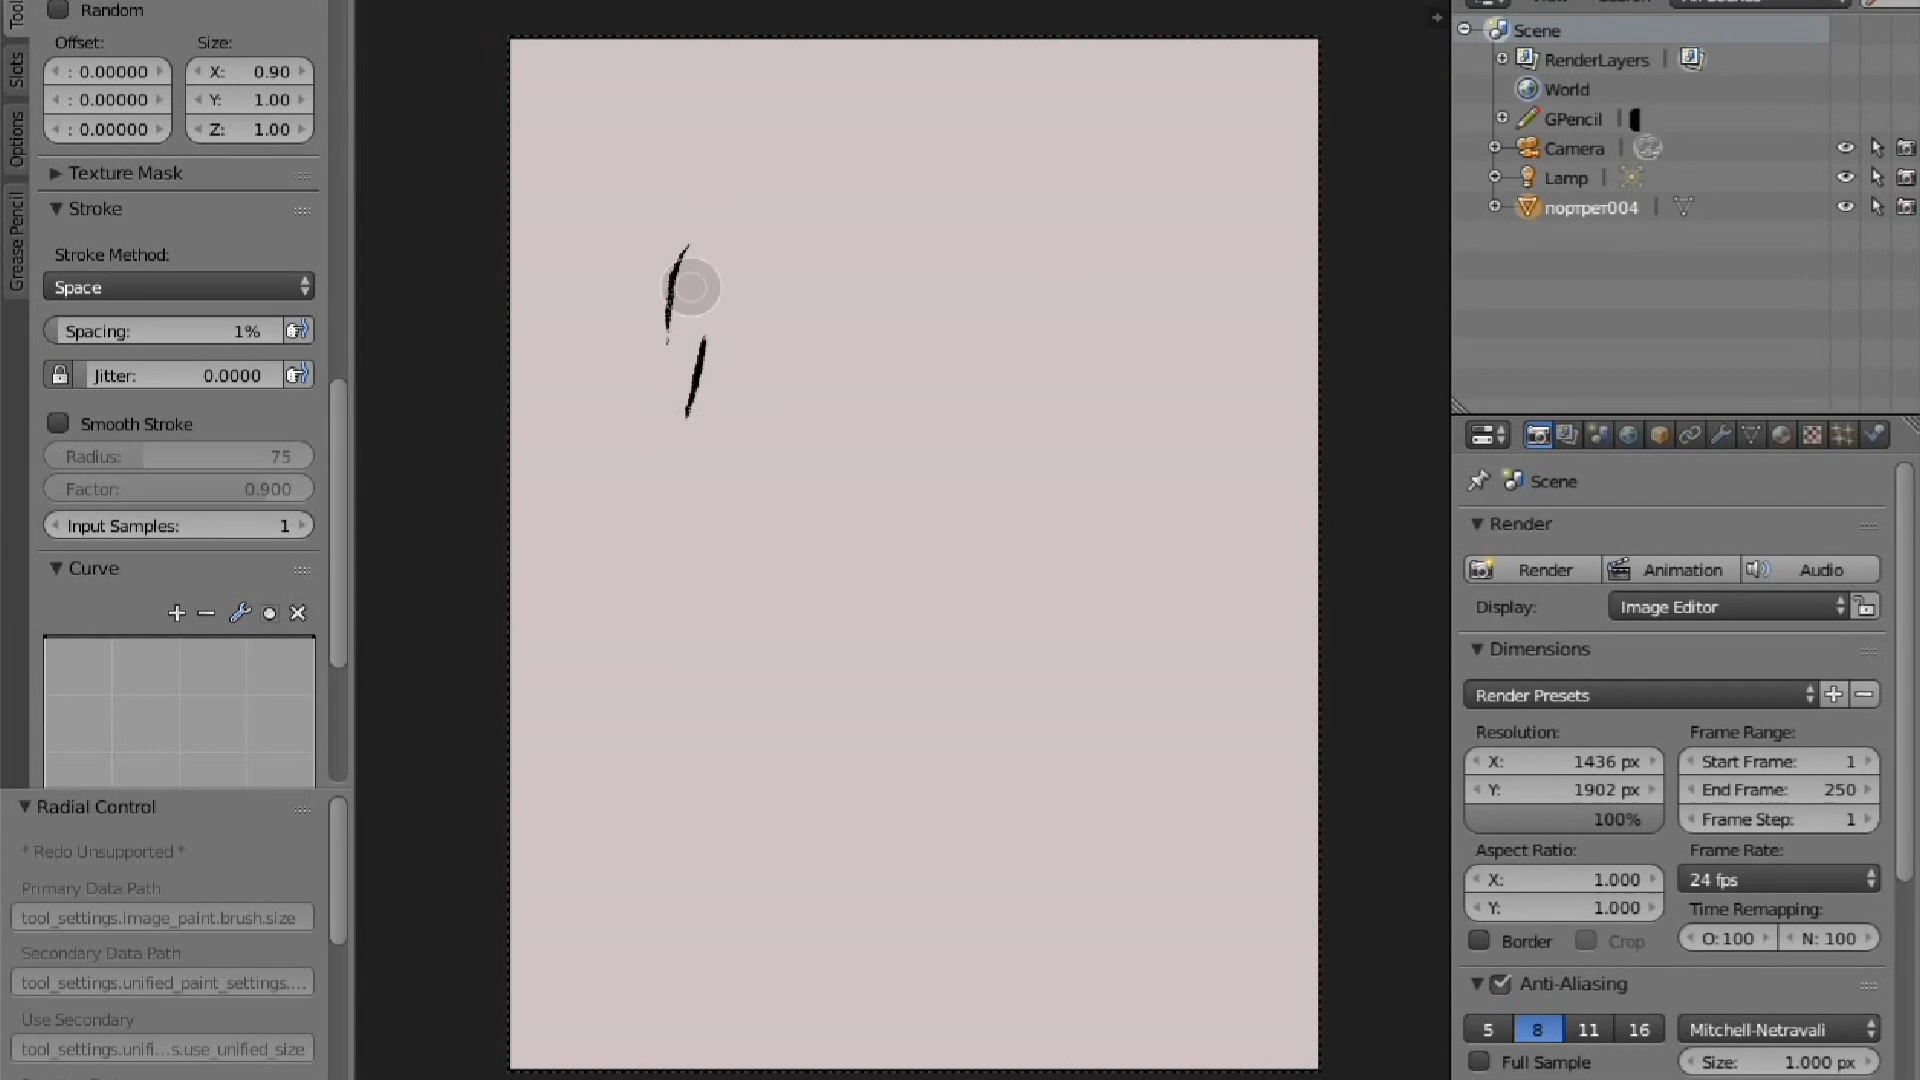 Random
Offset:
Size:
: 0.00000
X: 0.90
: 0.00000
Y: 1.00
: 0.00000
Z: 1.00
Texture Mask
Stroke
Stroke Method:
Space
Spacing: 1%
Jitter: 0.0000
Smooth Stroke
Radius: 75
Factor: 0.900
Input Samples: 1
Curve
Radial Control
* Redo Unsupported *
Primary Data Path
tool_settings.image_paint.brush.size
Secondary Data Path
tool_settings.unified_paint_settings....
Use Secondary
tool_settings.unifi...s.use_unified_size
Slots
Options
Grease Pencil
Scene
RenderLayers
World
GPencil
Camera
Lamp
портрет004
Scene
Render
Render
Animation
Audio
Display:
Image Editor
Dimensions
Render Presets
Resolution:
Frame Range:
X: 1436 px
Start Frame: 1
Y: 1902 px
End Frame: 250
100%
Frame Step: 1
Aspect Ratio:
Frame Rate:
X: 1.000
24 fps
Y: 1.000
Time Remapping:
Border
Crop
O: 100
N: 100
Anti-Aliasing
5
8
11
16
Mitchell-Netravali
Full Sample
Size: 1.000 px